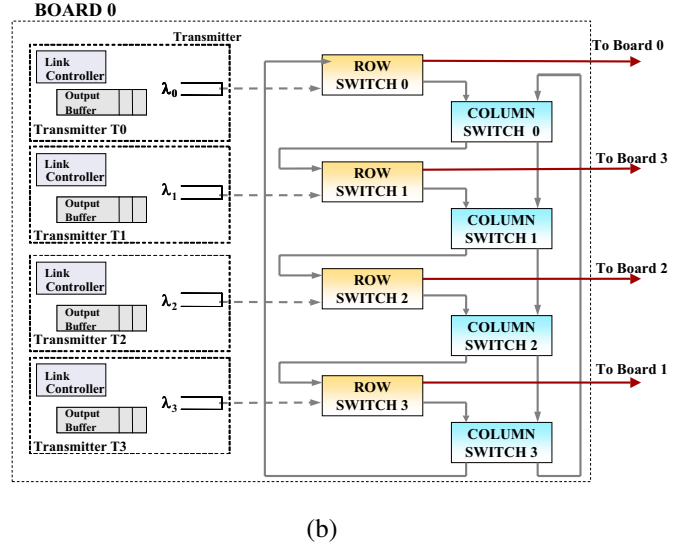 BOARD 0
Transmitter
To Board 0
Link
Controller
Output
Buffer
λ0
Transmitter T0
ROW
SWITCH 0
COLUMN
SWITCH 0
Link
Controller
Output
Buffer
λ1
Transmitter T1
ROW
SWITCH 1
To Board 3
COLUMN
SWITCH 1
Link
Controller
Output
Buffer
λ2
Transmitter T2
ROW
SWITCH 2
To Board 2
COLUMN
SWITCH 2
Link
Controller
Output
Buffer
λ3
Transmitter T3
ROW
SWITCH 3
To Board 1
COLUMN
SWITCH 3
(b)